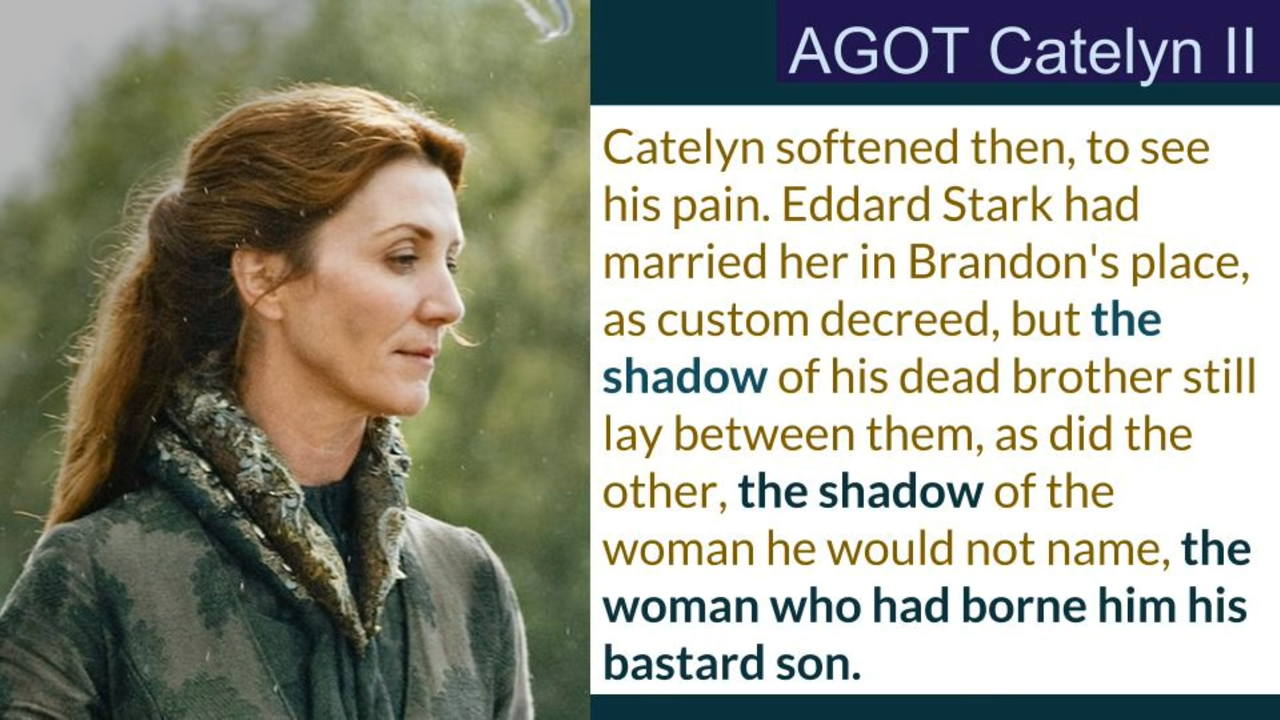 AGOT Catelyn II
Catelyn softened then, to see
his pain. Eddard Stark had
married her in Brandon's place,
as custom decreed, but the
shadow of his dead brother still
lay between them, as did the
other, the shadow of the
woman he would not name, the
woman who had borne him his
bastard son.